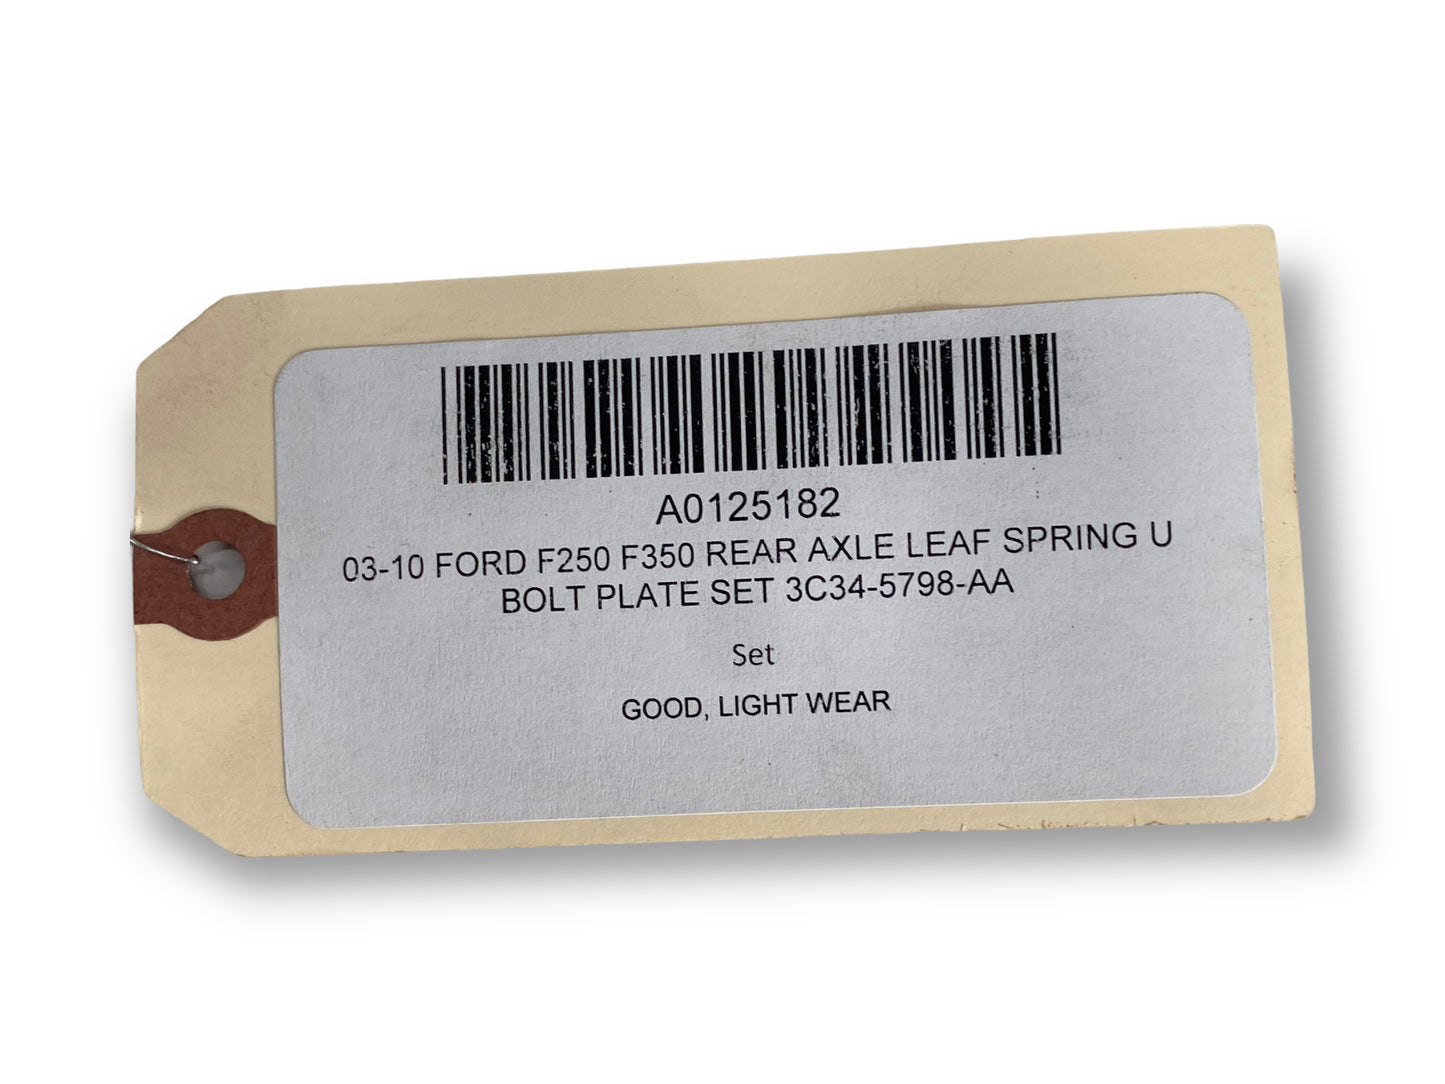 A0125182
03-10 FORD F250 F350 REAR AXLE LEAF SPRING U
BOLT PLATE SET 3C34-5798-AA
Set
GOOD, LIGHT WEAR